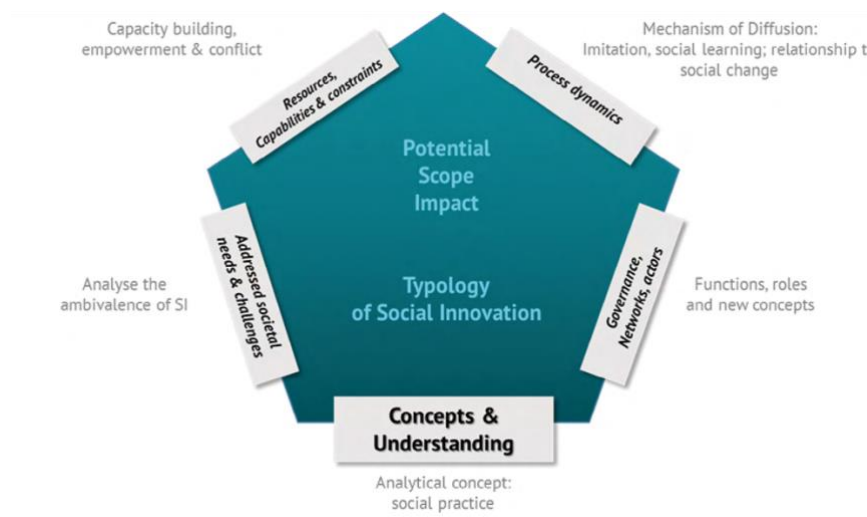 Capacity building,
empowerment & conflict
Mechanism of Diffusion:
Imitation, social learning; relationship t
social change
Resources,
Capabilities & constraints
Process dynamics
Potential
Scope
Impact
Addressed societal
needs & challenges
Governance,
Networks, actors
Analyse the
ambivalence of SI
Typology
of Social Innovation
Functions, roles
and new concepts
Concepts &
Understanding
Analytical concept:
social practice